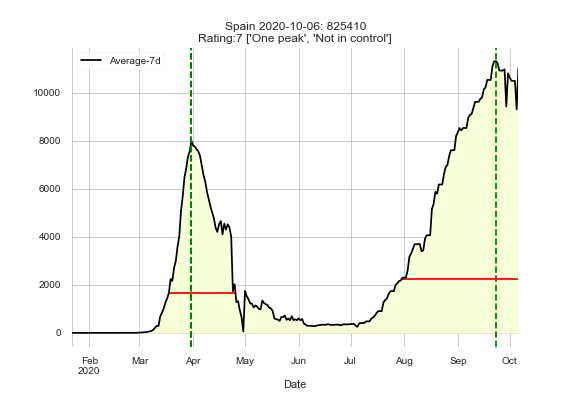 Spain 2020-10-06: 825410
Rating:7 ['One peak', 'Not in control']
Average-7d
10000
8000
6000
4000
2000
0
Feb Mar Apr May Jun Jul Aug Sep Oct
2020
Date